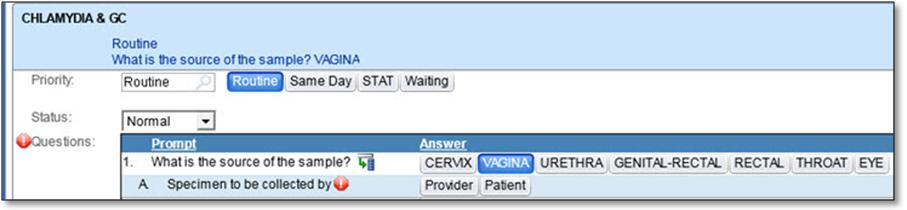 CHLAMYDIA & GC
Routine
What is the source of the sample? VAGINA
Priority: Routine Routine Same Day STAT Waiting
Status: Normal
Questions: Prompt Answer
1. What is the source of the sample? CERVIX VAGINA URETHRA GENITAL-RECTAL RECTAL THROAT EYE
A. Specimen to be collected by Provider Patient